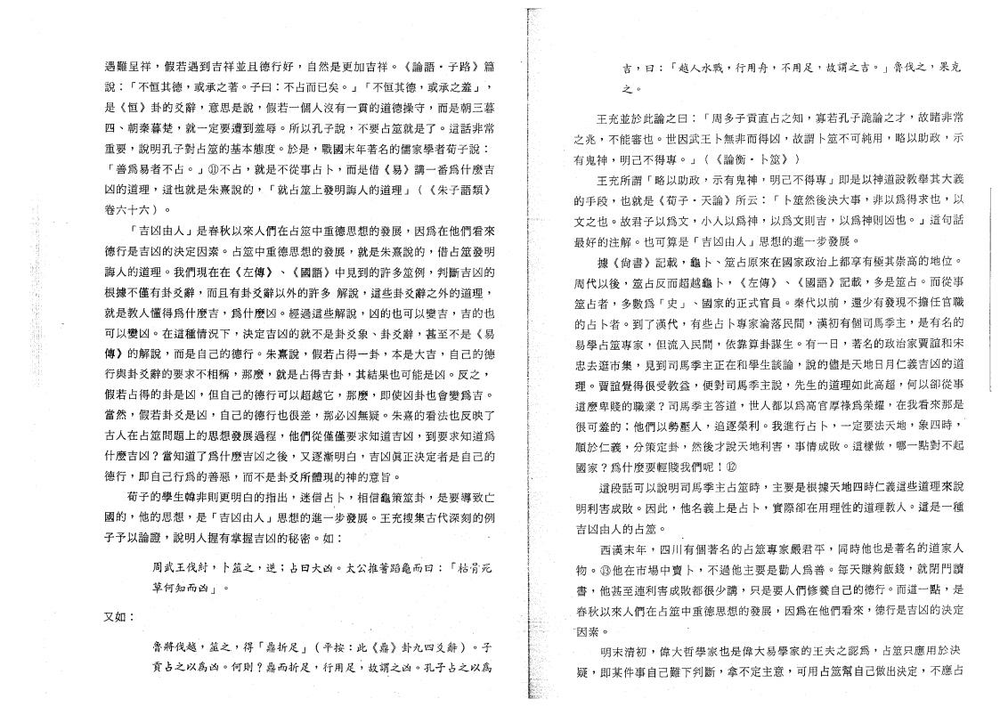 遇難呈祥，假若遇到吉祥並且德行好，自然是更加吉祥。《論語・子路》篇
說：「不恒其德，或承之羞。子曰：不占而已矣。」「不恒其德，或承之羞」，
是《恒》卦的爻辭，意思是說，假若一個人沒有一貫的道德操守，而是朝三暮
四、朝秦暮楚，就一定要遭到羞辱。所以孔子說，不要占筮就是了。這話非常
重要，說明孔子對占筮的基本態度。於是，戰國末年著名的儒家學者荀子說：
「善爲易者不占。」⑪不占，就是不從事占卜，而是借《易》講一番爲什麼吉
凶的道理，這也就是朱熹說的，「就占筮上發明誨人的道理」（《朱子語類》
卷六十六）。
「吉凶由人」是春秋以來人們在占筮中重德思想的發展，因爲在他們看來
德行是吉凶的決定因素。占筮中重德思想的發展，就是朱熹說的，借占筮發明
誨人的道理。我們現在在《左傳》、《國語》中見到的許多筮例，判斷吉凶的
根據不僅有卦爻辭，而且有卦爻辭以外的許多 解說，這些卦爻辭之外的道理，
就是教人懂得爲什麼吉，爲什麼凶。經過這些解說，凶的也可以變吉，吉的也
可以變凶。在這種情況下，決定吉凶的就不是卦爻象、卦爻辭，甚至不是《易
傳》的解說，而是自己的德行。朱熹說，假若占得一卦，本是大吉，自己的德
行與卦爻辭的要求不相稱，那麼，就是占得吉卦，其結果也可能是凶。反之，
假若占得的卦是凶，但自己的德行可以超越它，那麼，即使凶卦也會變爲吉。
當然，假若卦爻是凶，自己的德行也很差，那必凶無疑。朱熹的看法也反映了
古人在占筮問題上的思想發展過程，他們從僅僅要求知道吉凶，到要求知道爲
什麼吉凶？當知道了爲什麼吉凶之後，又逐漸明白，吉凶眞正決定者是自己的
德行，即自己行爲的善惡，而不是卦爻所體現的神的意旨。
荀子的學生韓非則更明白的指出，迷信占卜，相信龜策筮卦，是要導致亡
國的，他的思想，是「吉凶由人」思想的進一步發展。王充搜集古代深刻的例
子予以論證，說明人握有掌握吉凶的秘密。如：
周武王伐紂，卜筮之，逆；占曰大凶。太公推蓍蹈龜而曰：「枯骨死
草何知而凶」。
又如：
魯將伐越，筮之，得「鼎折足」（平按：此《鼎》卦九四爻辭）。子
貢占之以爲凶。何則？鼎而折足，行用足，故謂之凶。孔子占之以爲
吉，曰：「越人水戰，行用舟，不用足，故謂之吉。」魯伐之，果克
之。
王充並於此論之曰：「周多子貢直占之知，寡若孔子詭論之才，故睹非常
之兆，不能審也。世因武王卜無非而得凶，故謂卜筮不可純用，略以助政，示
有鬼神，明己不得專。」（《論衡・卜筮》）
王充所謂「略以助政，示有鬼神，明己不得專」即是以神道設教舉其大義
的手段，也就是《荀子・天論》所云：「卜筮然後決大事，非以爲得求也，以
文之也。故君子以爲文，小人以爲神，以爲文則吉，以爲神則凶也。」這句話
最好的注解。也可算是「吉凶由人」思想的進一步發展。
據《尙書》記載，龜卜、筮占原來在國家政治上都享有極其崇高的地位。
周代以後，筮占反而超越龜卜，《左傳》、《國語》記載，多是筮占。而從事
筮占者，多數爲「史」、國家的正式官員。秦代以前，還少有發現不擔任官職
的占卜者。到了漢代，有些占卜專家淪落民間，漢初有個司馬季主，是有名的
易學占筮專家，但流入民間，依靠算卦謀生。有一日，著名的政治家賈誼和宋
忠去逛市集，見到司馬季主正在和學生談論，說的儘是天地日月仁義吉凶的道
理。賈誼覺得很受教益，便對司馬季主說，先生的道理如此高超，何以卻從事
這麼卑賤的職業？司馬季主答道，世人都以爲高官厚祿爲榮耀，在我看來那是
很可羞的；他們以勢壓人，追逐榮利。我進行占卜，一定要法天地，象四時，
順於仁義，分策定卦，然後才說天地利害，事情成敗。這樣做，哪一點對不起
國家？爲什麼要輕賤我們呢！⑫
這段話可以說明司馬季主占筮時，主要是根據天地四時仁義這些道理來說
明利害成敗。因此，他名義上是占卜，實際卻在用理性的道理教人。這是一種
吉凶由人的占筮。
西漢末年，四川有個著名的占筮專家嚴君平，同時他也是著名的道家人
物。⑬他在市場中賣卜，不過他主要是勸人爲善。每天賺夠飯錢，就閉門讀
書，他甚至連利害成敗都很少講，只是要人們修養自己的德行。而這一點，是
春秋以來人們在占筮中重德思想的發展，因爲在他們看來，德行是吉凶的決定
因素。
明末清初，偉大哲學家也是偉大易學家的王夫之認爲，占筮只應用於決
疑，即某件事自己難下判斷，拿不定主意，可用占筮幫自己做出決定，不應占